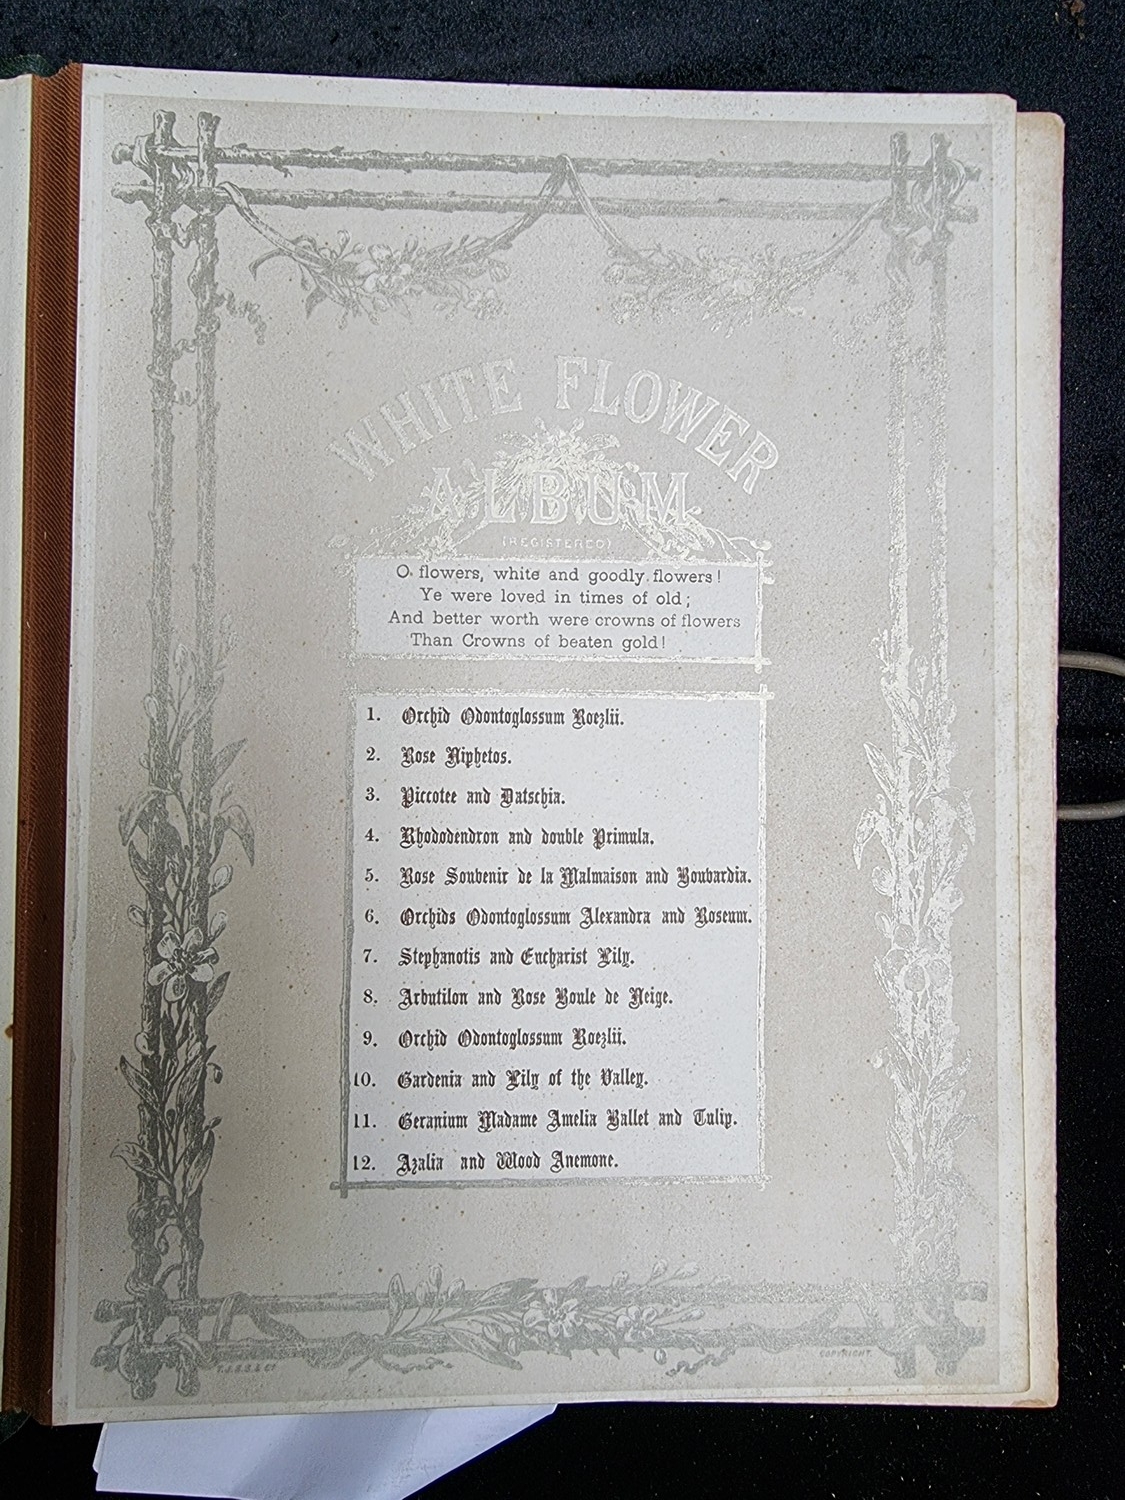 WHITE FLOWER
ALBUM
(REGISTERED)
O. flowers, white and goodly flowers!
Ye were loved in times of old;
And better worth were crowns of flowers
Than Crowns of beaten gold!
1. Orchid Odontoglossum Roezlii.
2. Rose Niphetos.
3. Piccotee and Datschia.
4. Rhododendron and double Primula.
5. Rose Souvenir de la Malmaison and Bouvardia.
6. Orchids Odontoglossum Alexandra and Roseum.
7. Stephanotis and Eucharist Lily.
8. Arbutilon and Rose Boule de Neige.
9. Orchid Odontoglossum Roezlii.
10. Gardenia and Lily of the Valley.
11. Geranium Madame Amelia Ballet and Tulip.
12. Azalia and Wood Anemone.
COPYRIGHT.